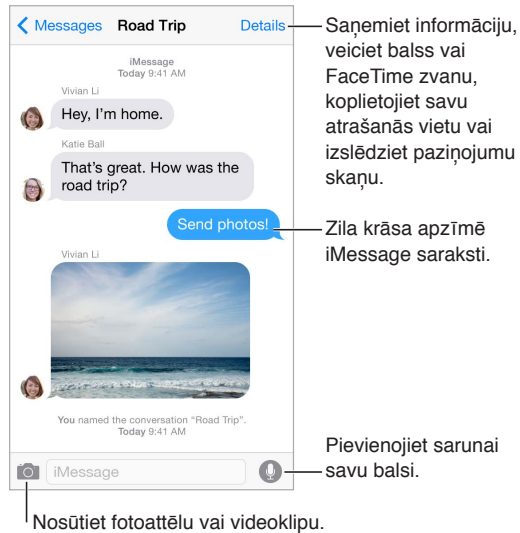 Messages Road Trip Details
iMessage
Today 9:41 AM
Vivian Li
Hey, I'm home.
Katie Ball
That's great. How was the
road trip?
Send photos!
Vivian Li
You named the conversation “Road Trip”.
Today 9:41 AM
iMessage
Saņemiet informāciju,
veiciet balss vai
FaceTime zvanu,
koplietojiet savu
atrašanās vietu vai
izslēdziet paziņojumu
skaņu.
Zila krāsa apzīmē
iMessage saraksti.
Pievienojiet sarunai
savu balsi.
Nosūtiet fotoattēlu vai videoklipu.